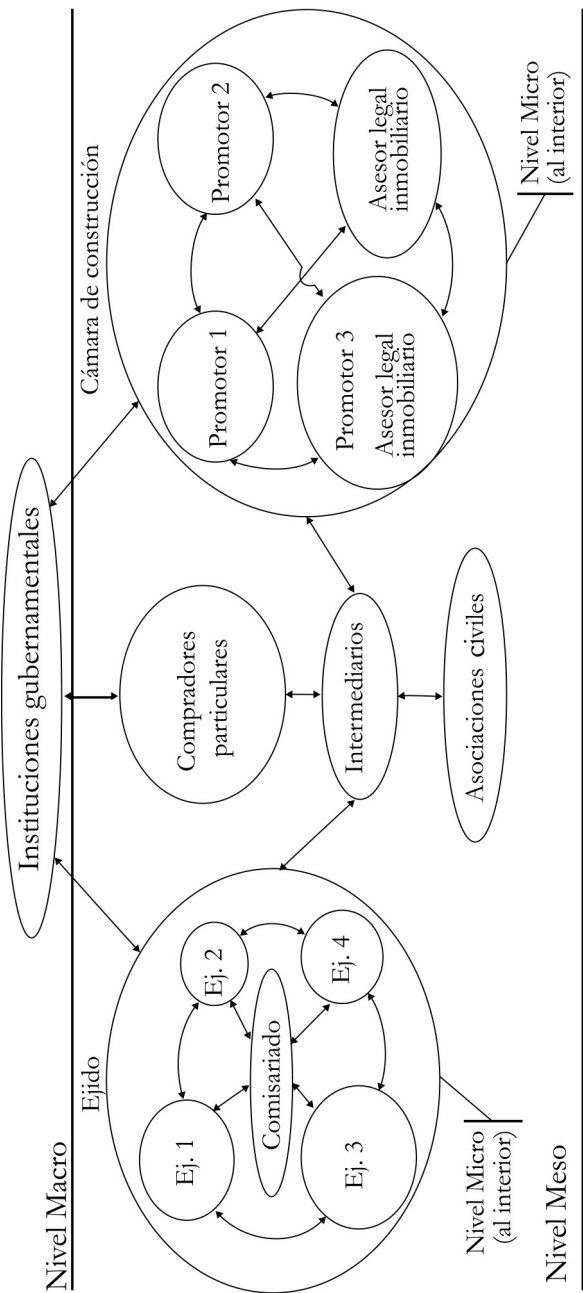 Nivel Macro
Instituciones gubernamentales
Ejido
Cámara de construcción
Ej. 1
Ej. 2
Comisariado
Ej. 3
Ej. 4
Compradores
particulares
Intermediarios
Asociaciones civiles
Promotor 1
Promotor 2
Promotor 3
Asesor legal
inmobiliario
Asesor legal
inmobiliario
Nivel Micro
(al interior)
Nivel Micro
(al interior)
Nivel Meso